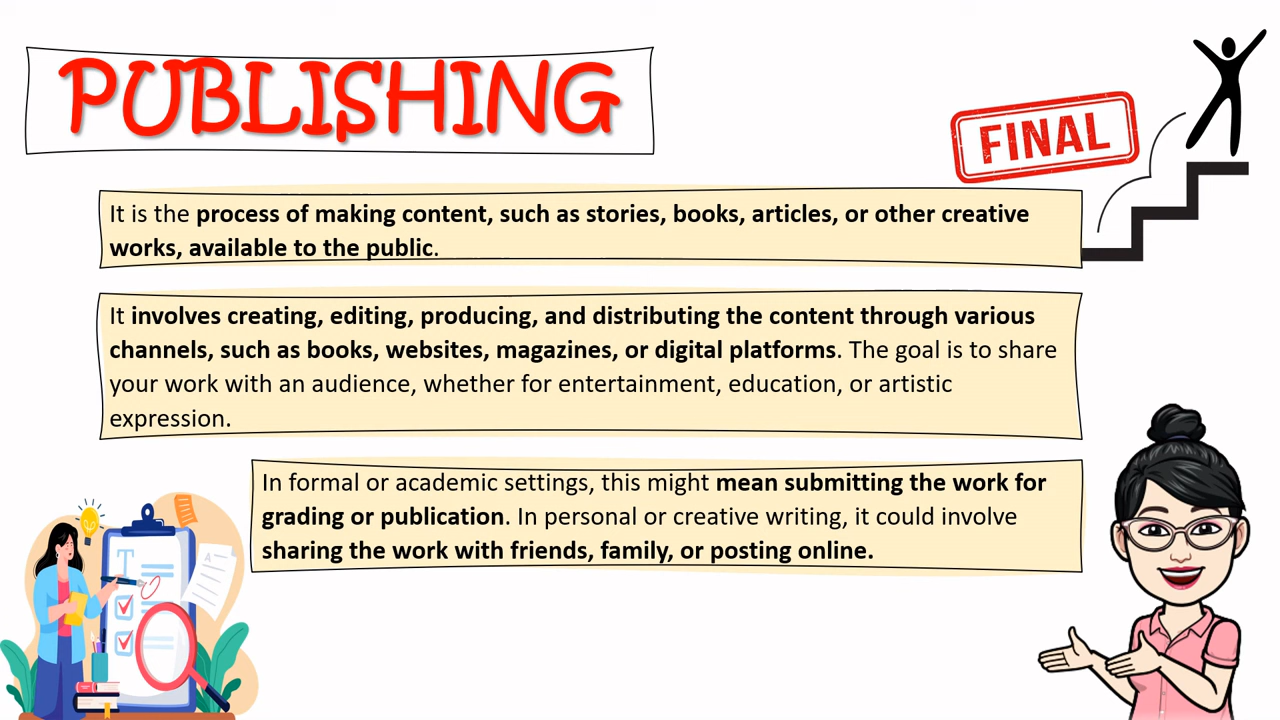 PUBLISHING
FINAL
It is the process of making content, such as stories, books, articles, or other creative
works, available to the public.
It involves creating, editing, producing, and distributing the content through various
channels, such as books, websites, magazines, or digital platforms. The goal is to share
your work with an audience, whether for entertainment, education, or artistic
expression.
In formal or academic settings, this might mean submitting the work for
grading or publication. In personal or creative writing, it could involve
sharing the work with friends, family, or posting online.
T
A